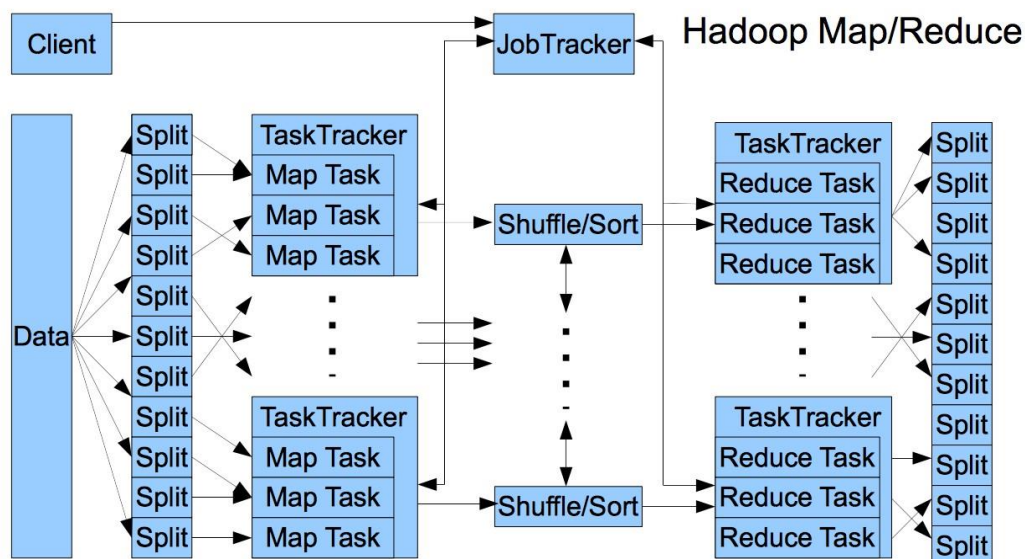 Client
JobTracker
Hadoop Map/Reduce
Data
Split
Split
Split
Split
Split
Split
Split
Split
Split
Split
Split
TaskTracker
Map Task
Map Task
Map Task
TaskTracker
Map Task
Map Task
Map Task
Shuffle/Sort
Shuffle/Sort
TaskTracker
Reduce Task
Reduce Task
Reduce Task
TaskTracker
Reduce Task
Reduce Task
Reduce Task
Split
Split
Split
Split
Split
Split
Split
Split
Split
Split
Split